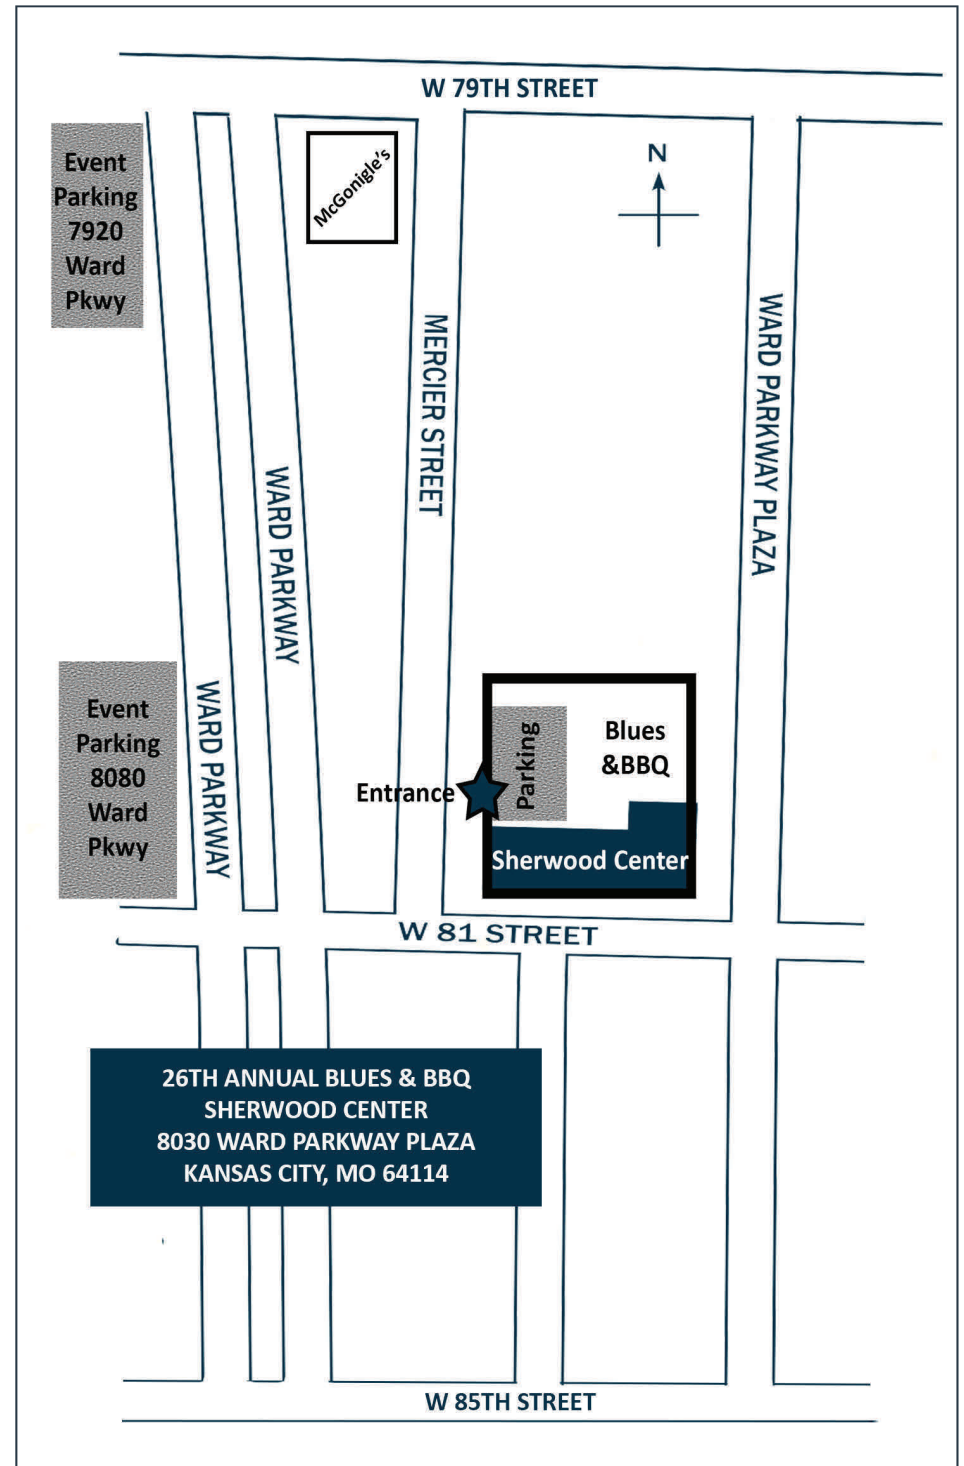 W 79TH STREET
Event
Parking
7920
Ward
Pkwy
McGonigle's
N
MERCIER STREET
WARD PARKWAY PLAZA
WARD PARKWAY
WARD PARKWAY
Event
Parking
8080
Ward
Pkwy
Entrance
Parking
Blues
&BBQ
Sherwood Center
W 81 STREET
26TH ANNUAL BLUES & BBQ
SHERWOOD CENTER
8030 WARD PARKWAY PLAZA
KANSAS CITY, MO 64114
W 85TH STREET